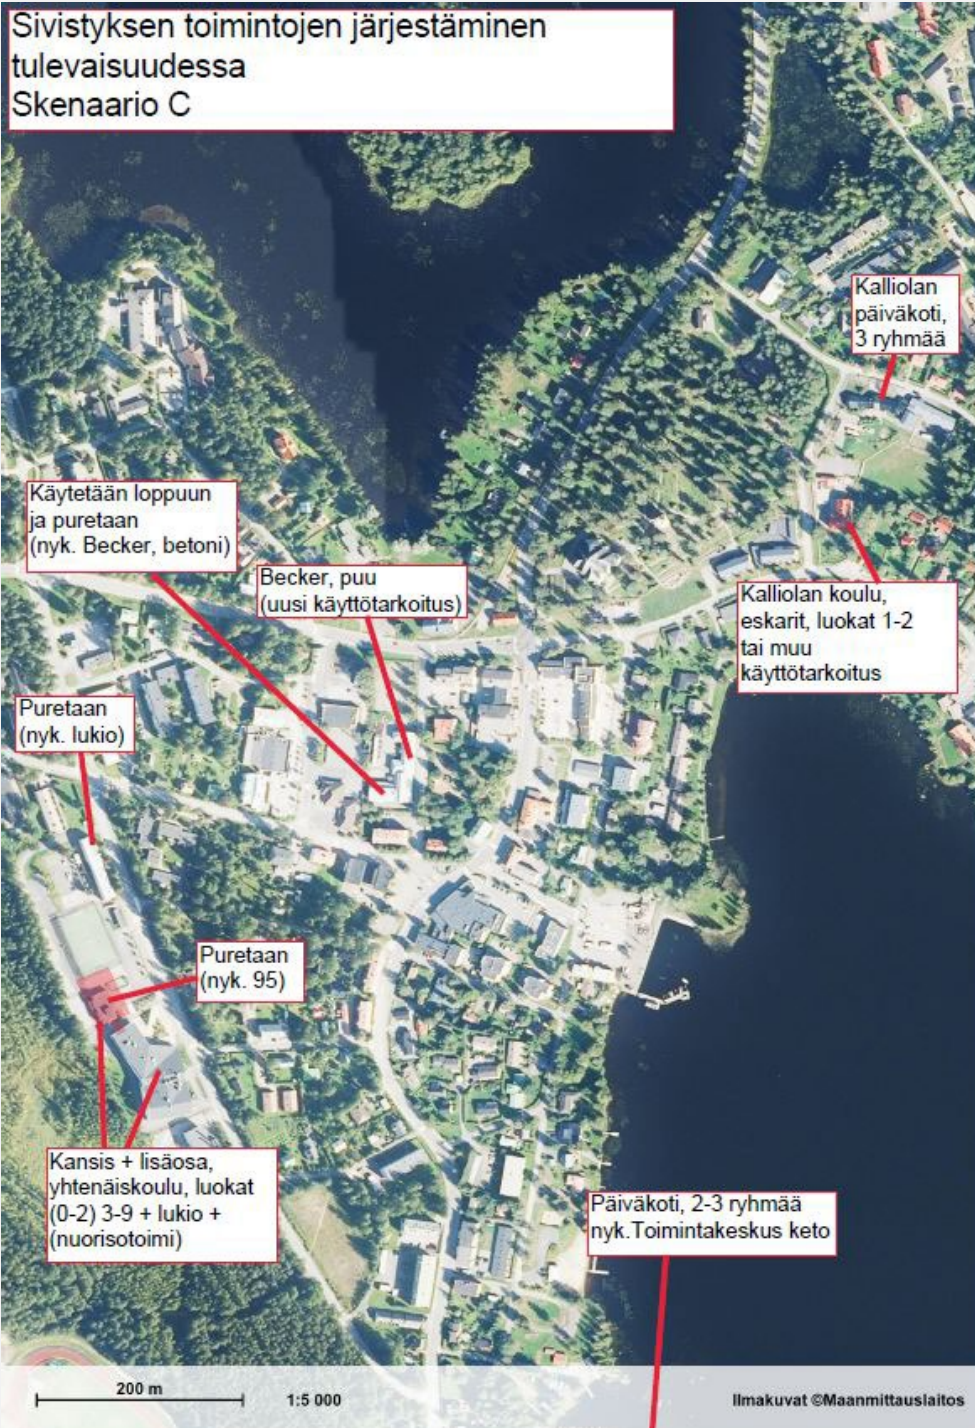 Sivistyksen toimintojen järjestäminen
tulevaisuudessa
Skenaario C
Kalliolan
päiväkoti,
3 ryhmää
Käytetään loppuun
ja puretaan
(nyk. Becker, betoni)
Becker, puu
(uusi käyttötarkoitus)
Kalliolan koulu,
eskarit, luokat 1-2
tai muu
käyttötarkoitus
Puretaan
(nyk. lukio)
Puretaan
(nyk. 95)
Kansis + lisäosa,
yhtenäiskoulu, luokat
(0-2) 3-9 + lukio +
(nuorisotoimi)
Päiväkoti, 2-3 ryhmää
nyk.Toimintakeskus keto
200 m
1:5 000
Ilmakuvat ©Maanmittauslaitos